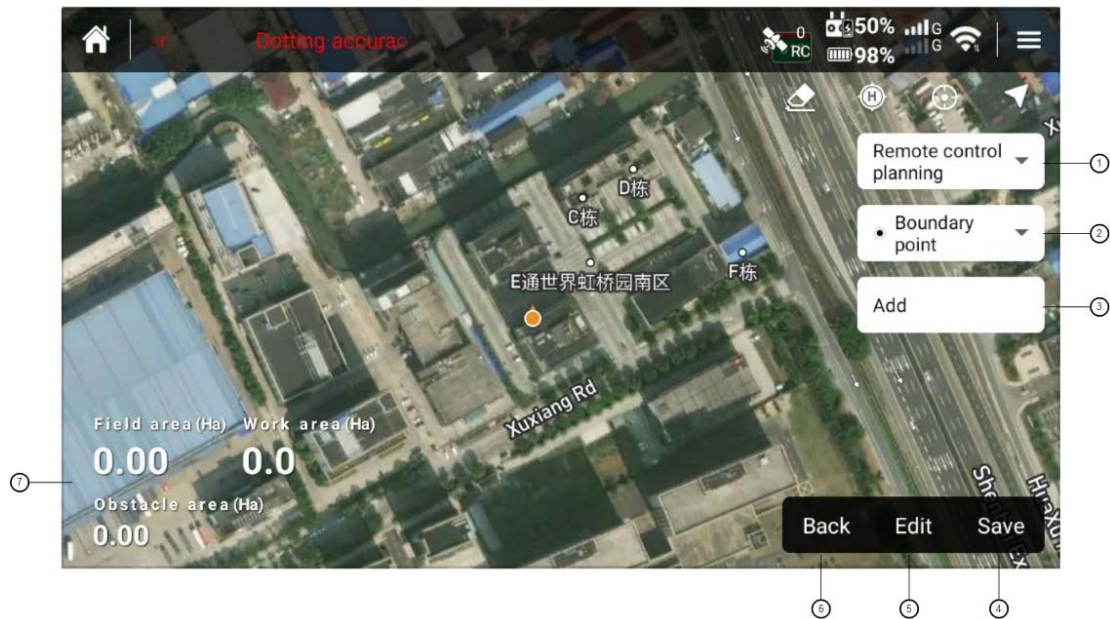 Dotting accurac
0
RC
50%
G
98%
G
Remote control
planning
①
Boundary
point
②
Add
③
H
D栋
C栋
E通世界虹桥园南区
F栋
Xuxiang Rd
Field area(Ha) Work area(Ha)
0.00 0.0
⑦
Obstacle area(Ha)
0.00
Back Edit Save
⑥ ⑤ ④